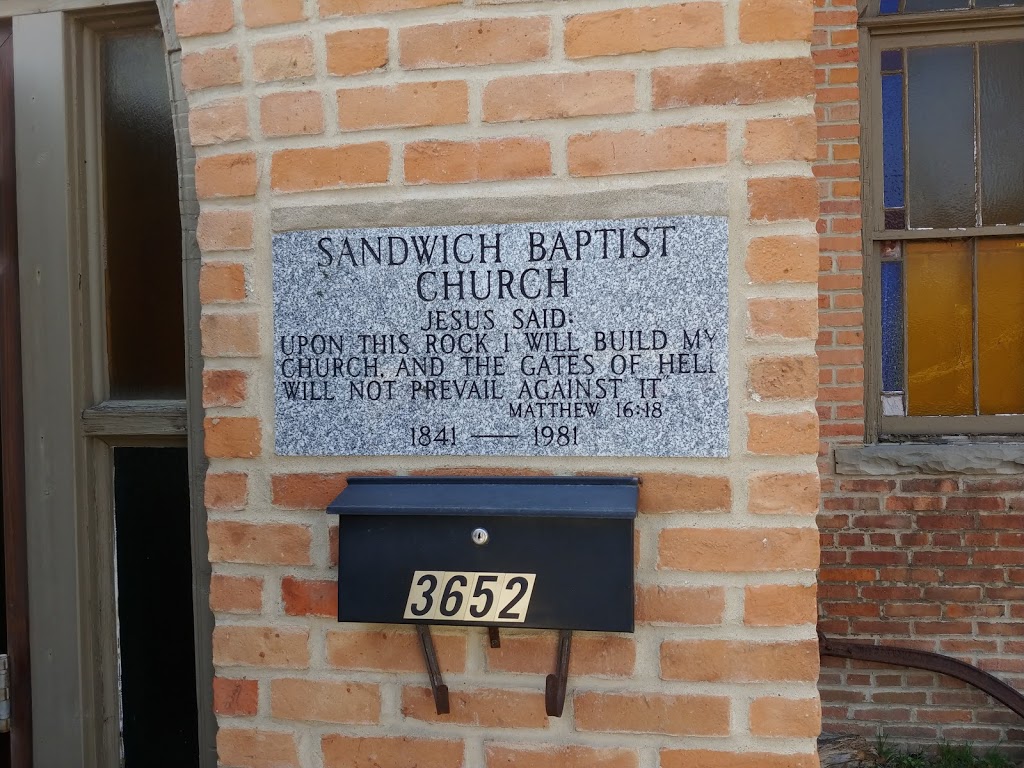 SANDWICH BAPTIST
CHURCH
JESUS SAID:
UPON THIS ROCK I WILL BUILD MY
CHURCH, AND THE GATES OF HELL
WILL NOT PREVAIL AGAINST IT.
MATTHEW 16:18
1841 — 1981
3652